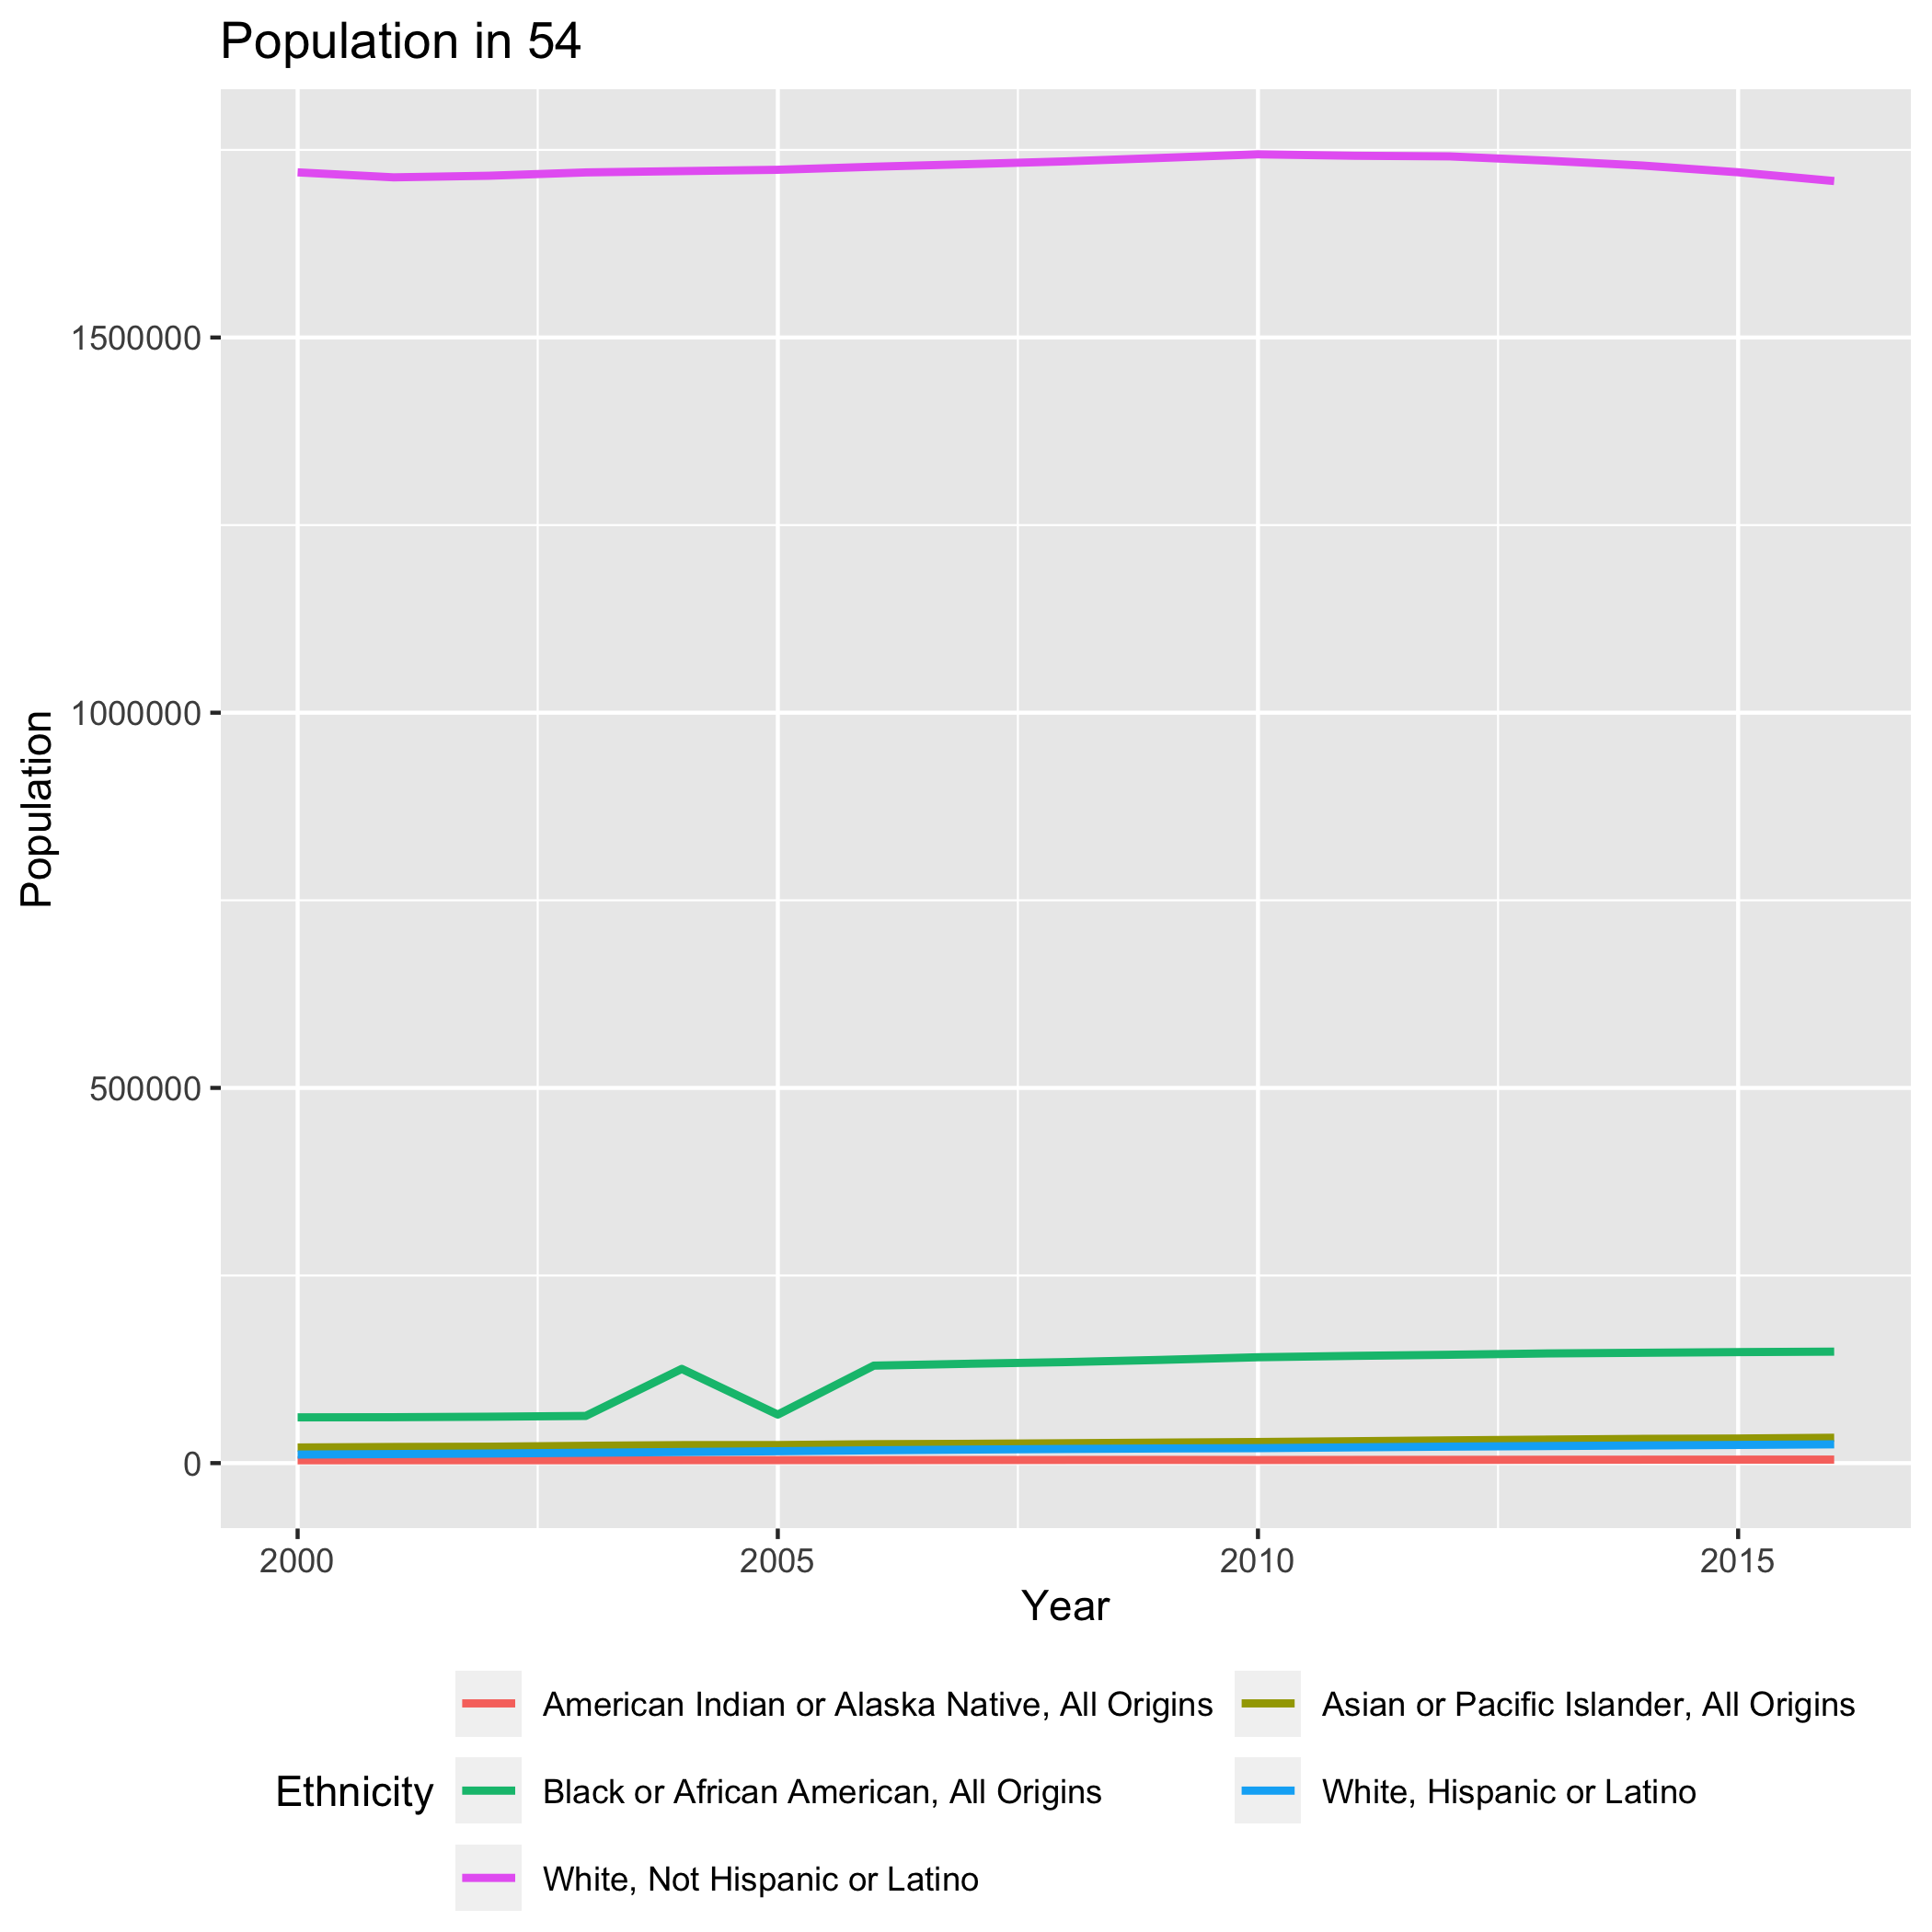 Population in 54
Population
1500000
1000000
500000
0
2000 2005 2010 2015
Year
Ethnicity
American Indian or Alaska Native, All Origins
Asian or Pacific Islander, All Origins
Black or African American, All Origins
White, Hispanic or Latino
White, Not Hispanic or Latino